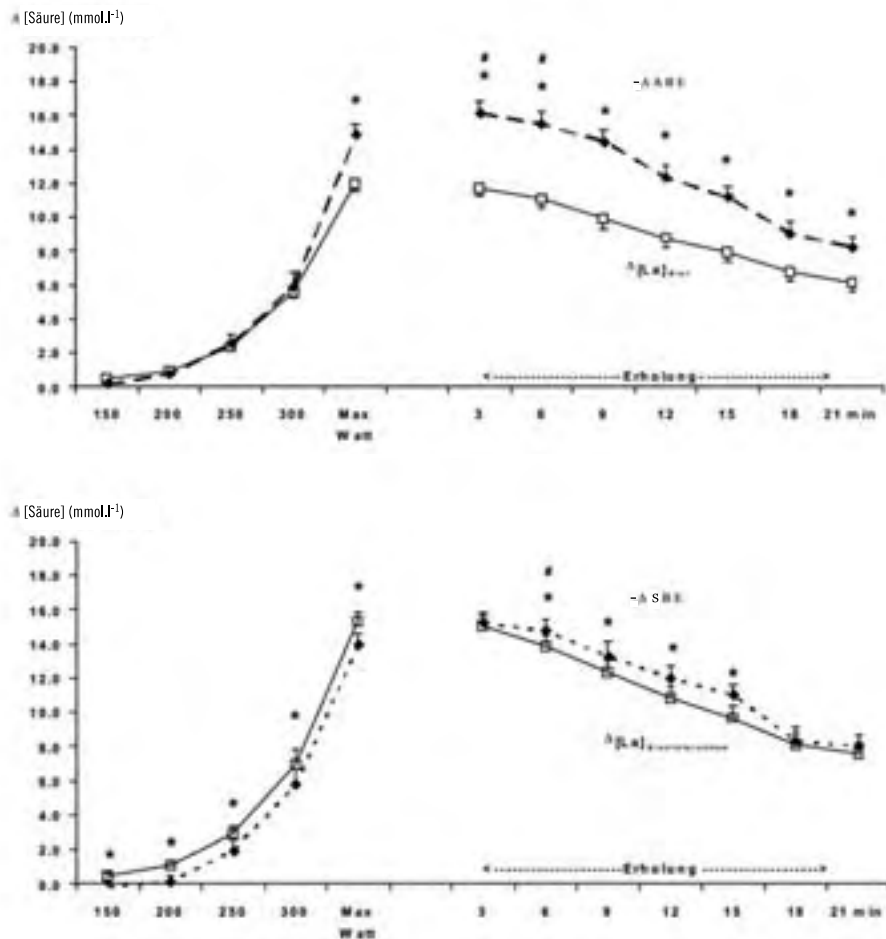 Δ [Säure] (mmol.l⁻¹)
20.0
18.0
16.0
14.0
12.0
10.0
8.0
6.0
4.0
2.0
0.0
# #
* * * * * * * *
-ΔABE
Δ[La]
Erholung
150 200 250 300 Max 3 6 9 12 15 18 21 min
Watt
Δ [Säure] (mmol.l⁻¹)
20.0
18.0
16.0
14.0
12.0
10.0
8.0
6.0
4.0
2.0
0.0
#
* * * * * * * * *
-ΔSBE
Δ[La]
Erholung
150 200 250 300 Max 3 6 9 12 15 18 21 min
Watt